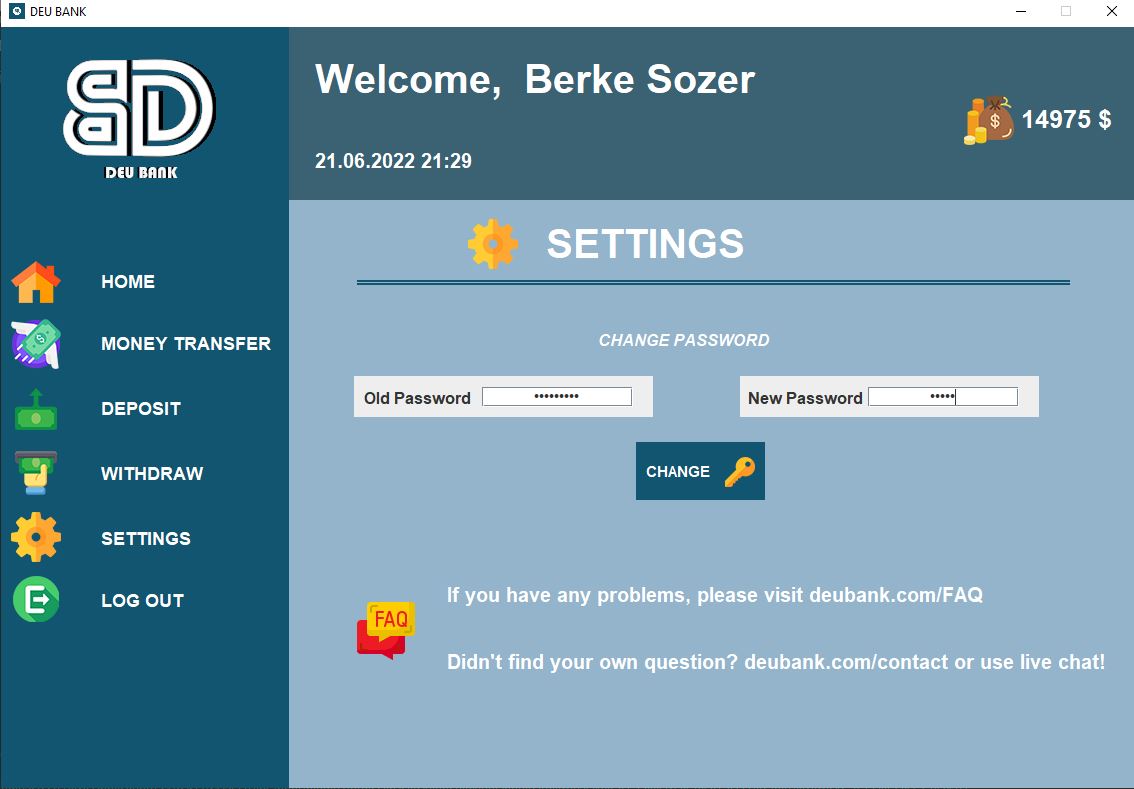 DEU BANK
DEU BANK
Welcome, Berke Sozer
21.06.2022 21:29
14975 $
HOME
MONEY TRANSFER
DEPOSIT
WITHDRAW
SETTINGS
LOG OUT
SETTINGS
CHANGE PASSWORD
Old Password •••••••••
New Password •••••
CHANGE
FAQ
If you have any problems, please visit deubank.com/FAQ
Didn't find your own question? deubank.com/contact or use live chat!